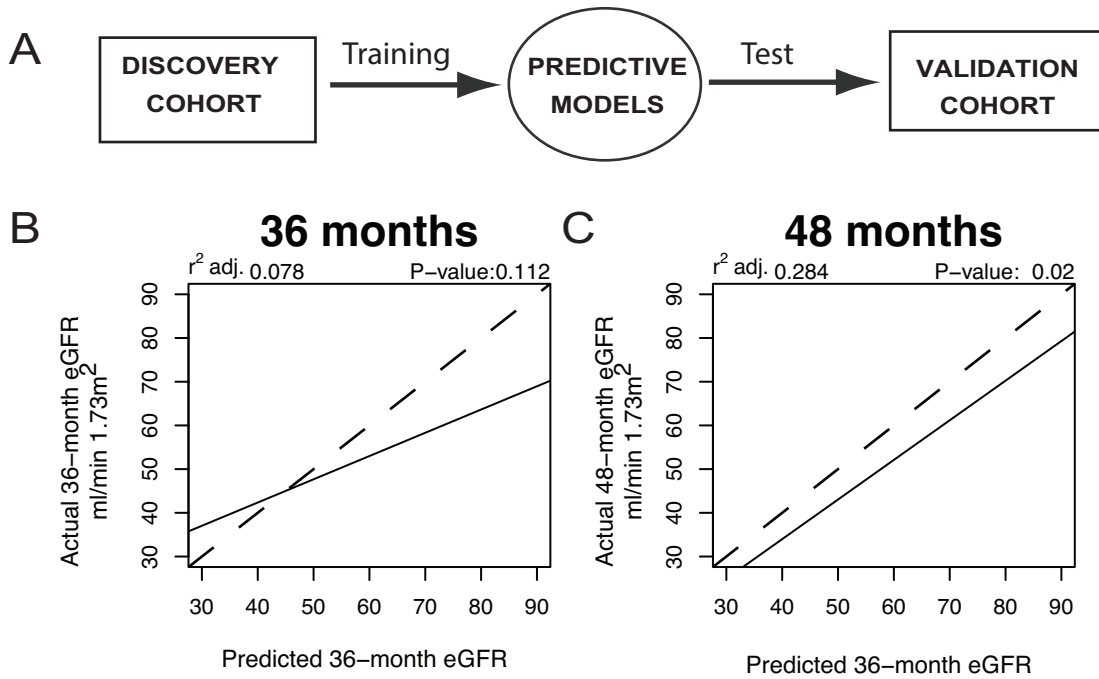 A
DISCOVERY
COHORT
Training
PREDICTIVE
MODELS
Test
VALIDATION
COHORT
B
36 months
r² adj. 0.078
P−value:0.112
Actual 36−month eGFR
ml/min 1.73m²
90
80
70
60
50
40
30
30 40 50 60 70 80 90
Predicted 36−month eGFR
C
48 months
r² adj. 0.284
P−value: 0.02
Actual 48−month eGFR
ml/min 1.73m²
90
80
70
60
50
40
30
30 40 50 60 70 80 90
Predicted 36−month eGFR